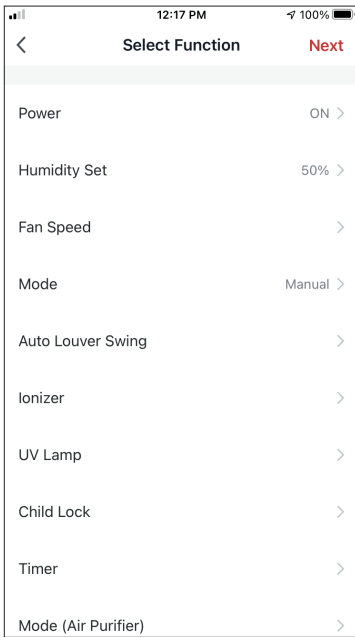 12:17 PM 100%
Select Function Next
Power ON
Humidity Set 50%
Fan Speed
Mode Manual
Auto Louver Swing
Ionizer
UV Lamp
Child Lock
Timer
Mode (Air Purifier)